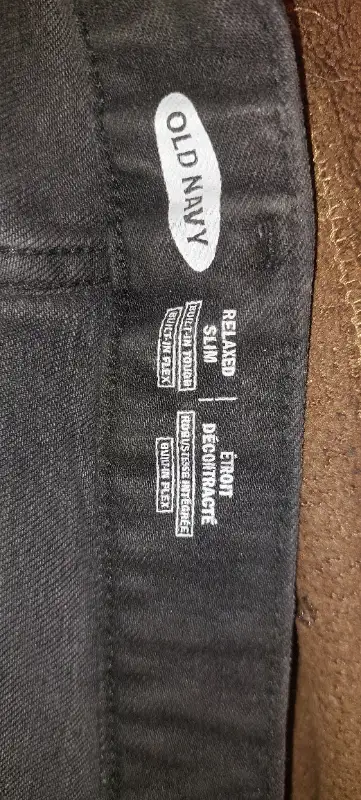 OLD NAVY
RELAXED
SLIM
BUILT-IN TOUGH
BUILT-IN FLEX
ÉTROIT
DÉCONTRACTÉ
ROBUSTESSE INTÉGRÉE
BUILT-IN FLEX